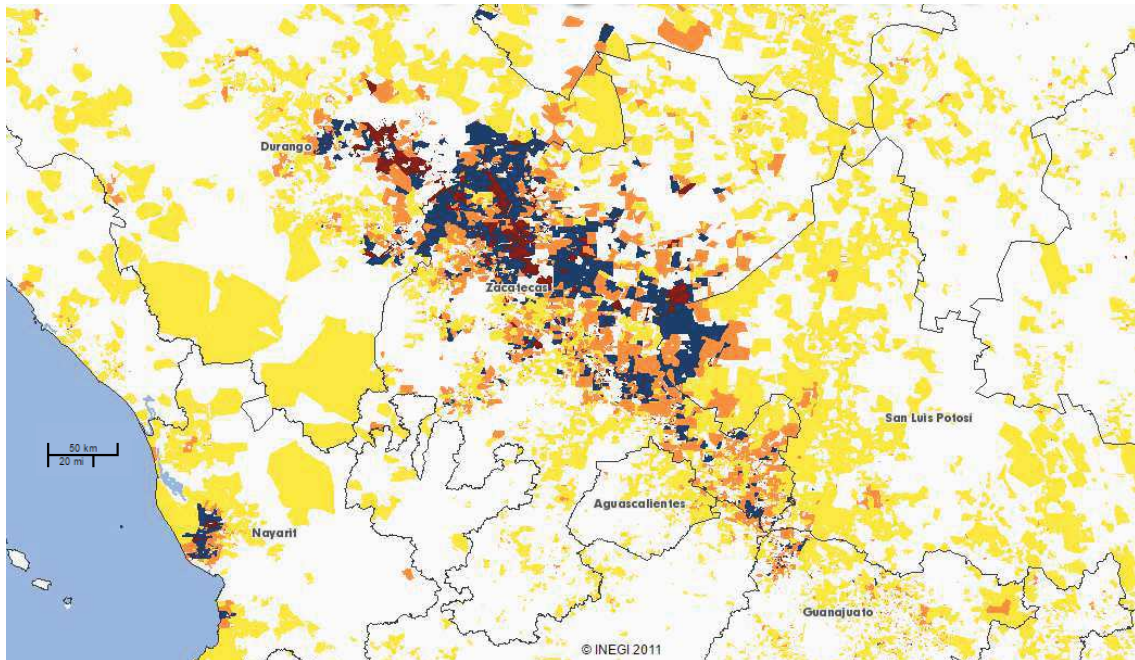 Durango
Zacatecas
San Luis Potosí
50 km
20 mi
Aguascalientes
Nayarit
Guanajuato
© INEGI 2011